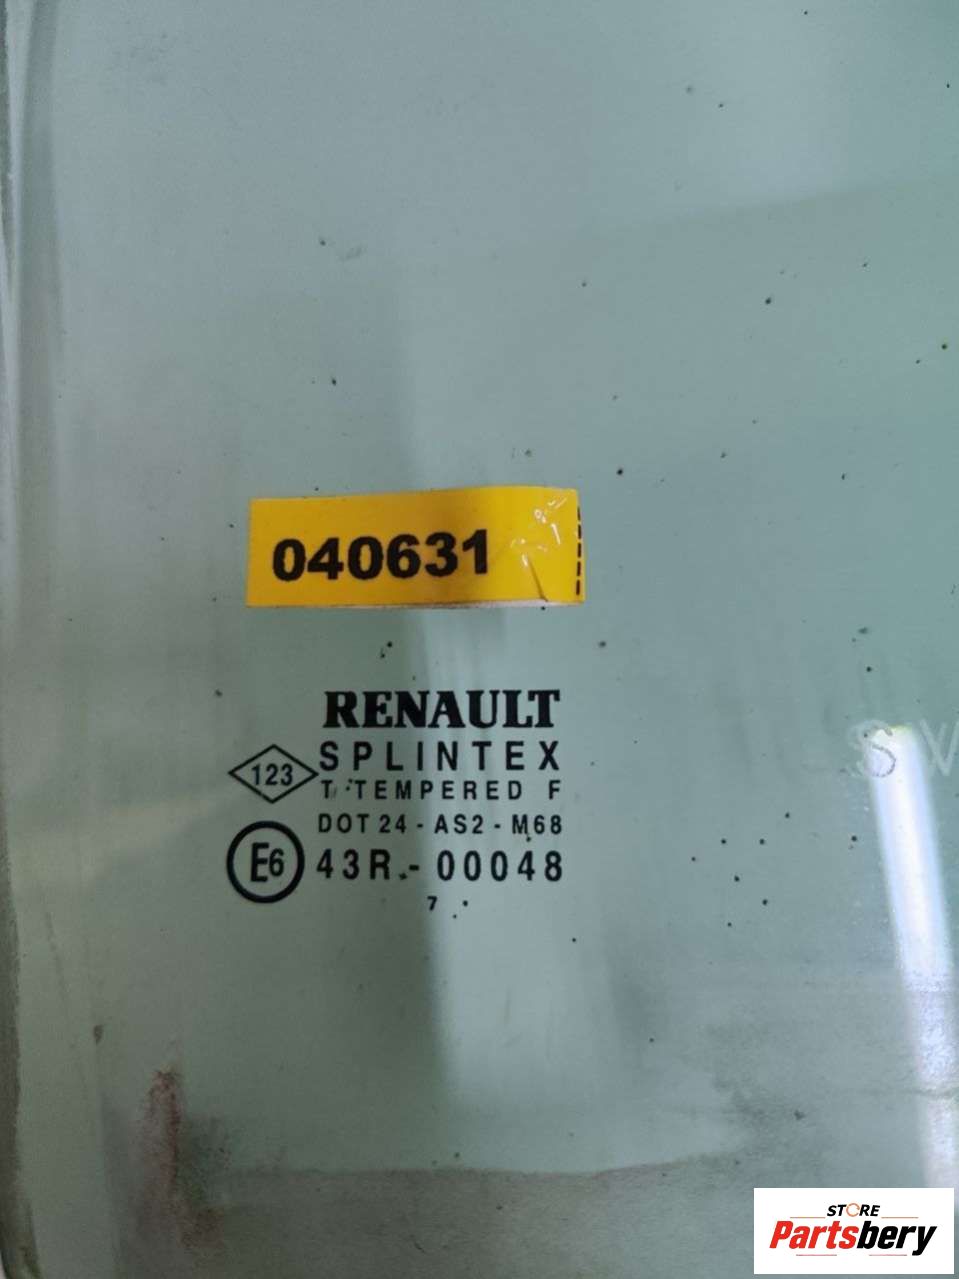 040631
RENAULT
SPLINTEX
123
T TEMPERED F
DOT 24 - AS2 - M68
E6 43R - 00048
7
STORE
Partsbery